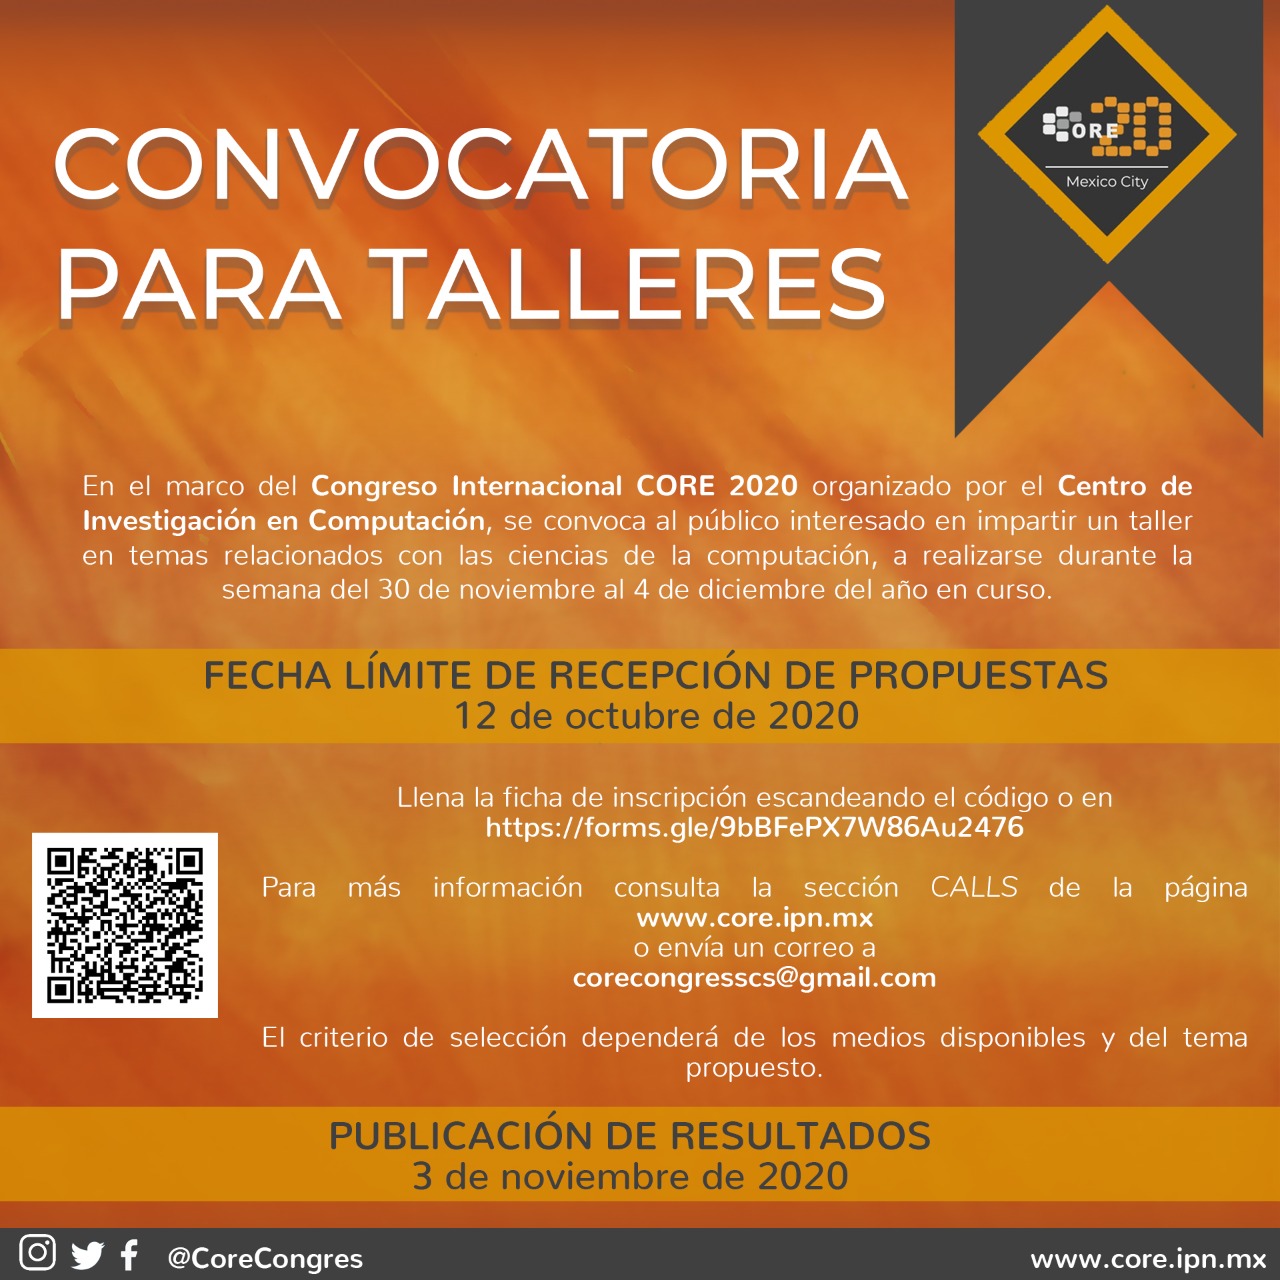 CORE 20
Mexico City
CONVOCATORIA
PARA TALLERES
En el marco del Congreso Internacional CORE 2020 organizado por el Centro de
Investigación en Computación, se convoca al público interesado en impartir un taller
en temas relacionados con las ciencias de la computación, a realizarse durante la
semana del 30 de noviembre al 4 de diciembre del año en curso.
FECHA LÍMITE DE RECEPCIÓN DE PROPUESTAS
12 de octubre de 2020
Llena la ficha de inscripción escandeando el código o en
https://forms.gle/9bBFePX7W86Au2476
Para más información consulta la sección CALLS de la página
www.core.ipn.mx
o envía un correo a
corecongresscs@gmail.com
El criterio de selección dependerá de los medios disponibles y del tema
propuesto.
PUBLICACIÓN DE RESULTADOS
3 de noviembre de 2020
@CoreCongres
www.core.ipn.mx